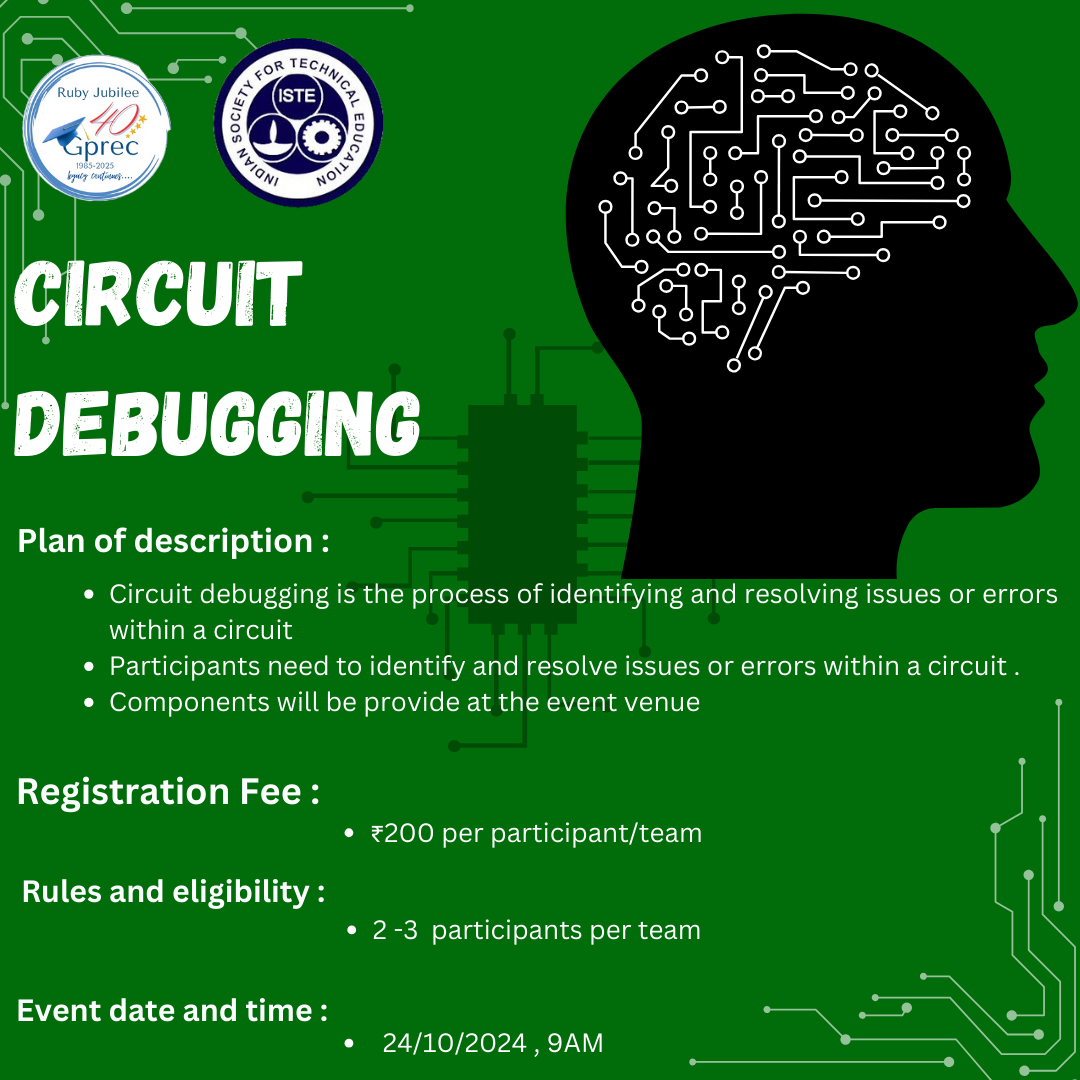 Ruby Jubilee
40
Gprec
1985-2025
legacy continues....
INDIAN SOCIETY FOR TECHNICAL EDUCATION
ISTE
CIRCUIT
DEBUGGING
Plan of description :
• Circuit debugging is the process of identifying and resolving issues or errors
within a circuit
• Participants need to identify and resolve issues or errors within a circuit .
• Components will be provide at the event venue
Registration Fee :
• ₹200 per participant/team
Rules and eligibility :
• 2 -3 participants per team
Event date and time :
• 24/10/2024 , 9AM